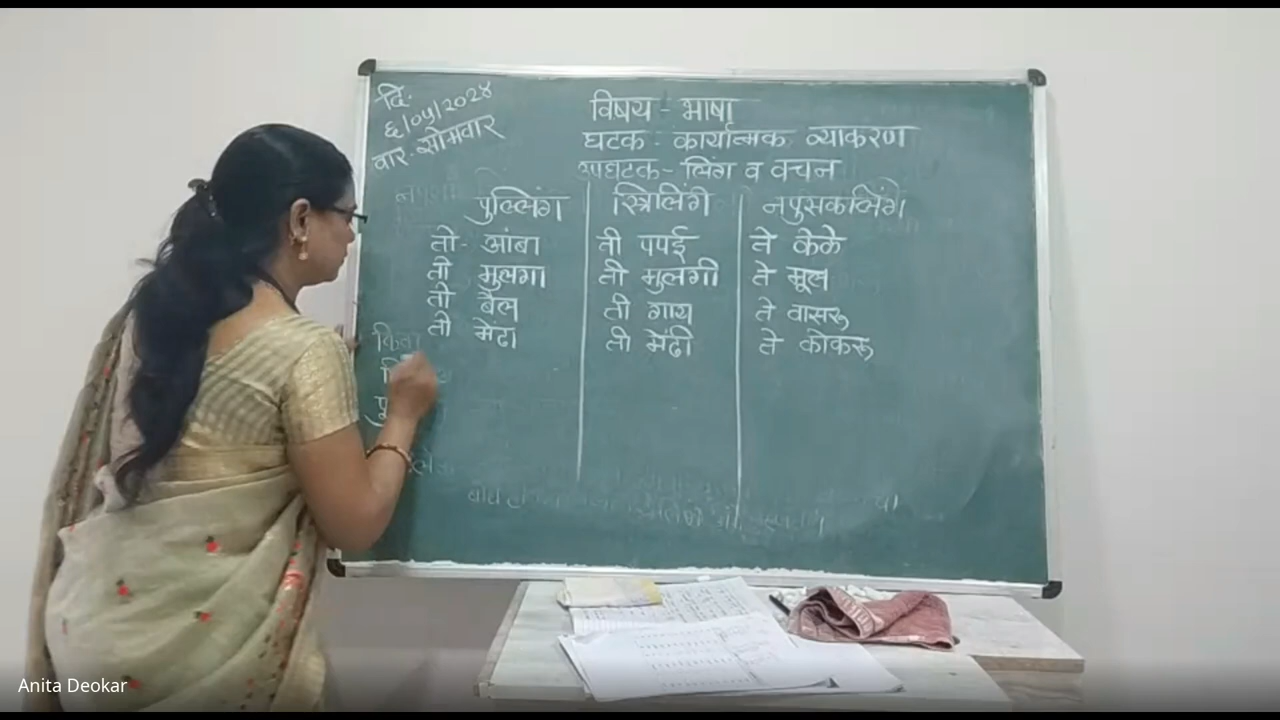 दि.
६/०५/२०२४
वार-सोमवार
विषय - भाषा
घटक - कार्यात्मक व्याकरण
उपघटक - लिंग व वचन
पुल्लिंग स्त्रिलिंगी नपुसकलिंग
तो - आंबा ती पपई ते केळे
तो मुलगा ती मुलगी ते मूल
तो बैल ती गाय ते वासरू
तो मेंढा ती मेंढी ते कोकरू
Anita Deokar